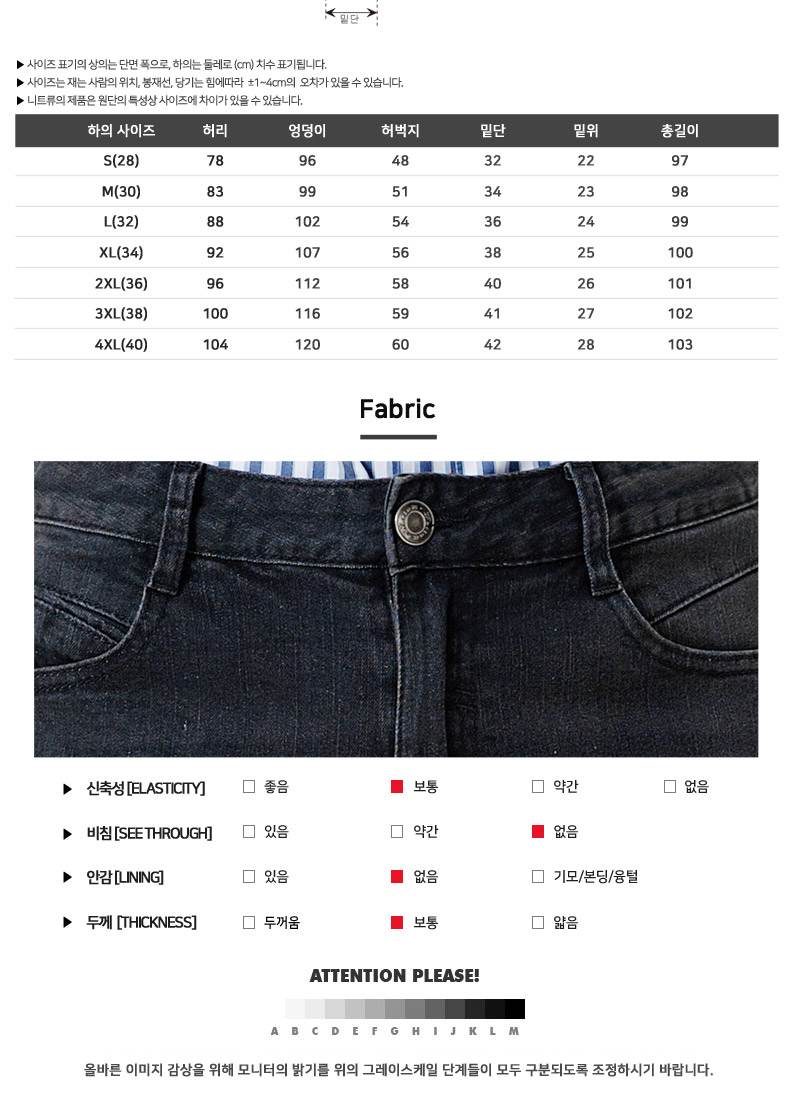 밑단
▶ 사이즈 표기의 상의는 단면 폭으로, 하의는 둘레로 (cm) 치수 표기됩니다.
▶ 사이즈는 재는 사람의 위치, 봉재선, 당기는 힘에따라 ±1~4cm의 오차가 있을 수 있습니다.
▶ 니트류의 제품은 원단의 특성상 사이즈에 차이가 있을 수 있습니다.
하의 사이즈 허리 엉덩이 허벅지 밑단 밑위 총길이
S(28) 78 96 48 32 22 97
M(30) 83 99 51 34 23 98
L(32) 88 102 54 36 24 99
XL(34) 92 107 56 38 25 100
2XL(36) 96 112 58 40 26 101
3XL(38) 100 116 59 41 27 102
4XL(40) 104 120 60 42 28 103
Fabric
▶ 신축성 [ELASTICITY] 좋음 보통 약간 없음
▶ 비침 [SEE THROUGH] 있음 약간 없음
▶ 안감 [LINING] 있음 없음 기모/본딩/융털
▶ 두께 [THICKNESS] 두꺼움 보통 얇음
ATTENTION PLEASE!
A B C D E F G H I J K L M
올바른 이미지 감상을 위해 모니터의 밝기를 위의 그레이스케일 단계들이 모두 구분되도록 조정하시기 바랍니다.